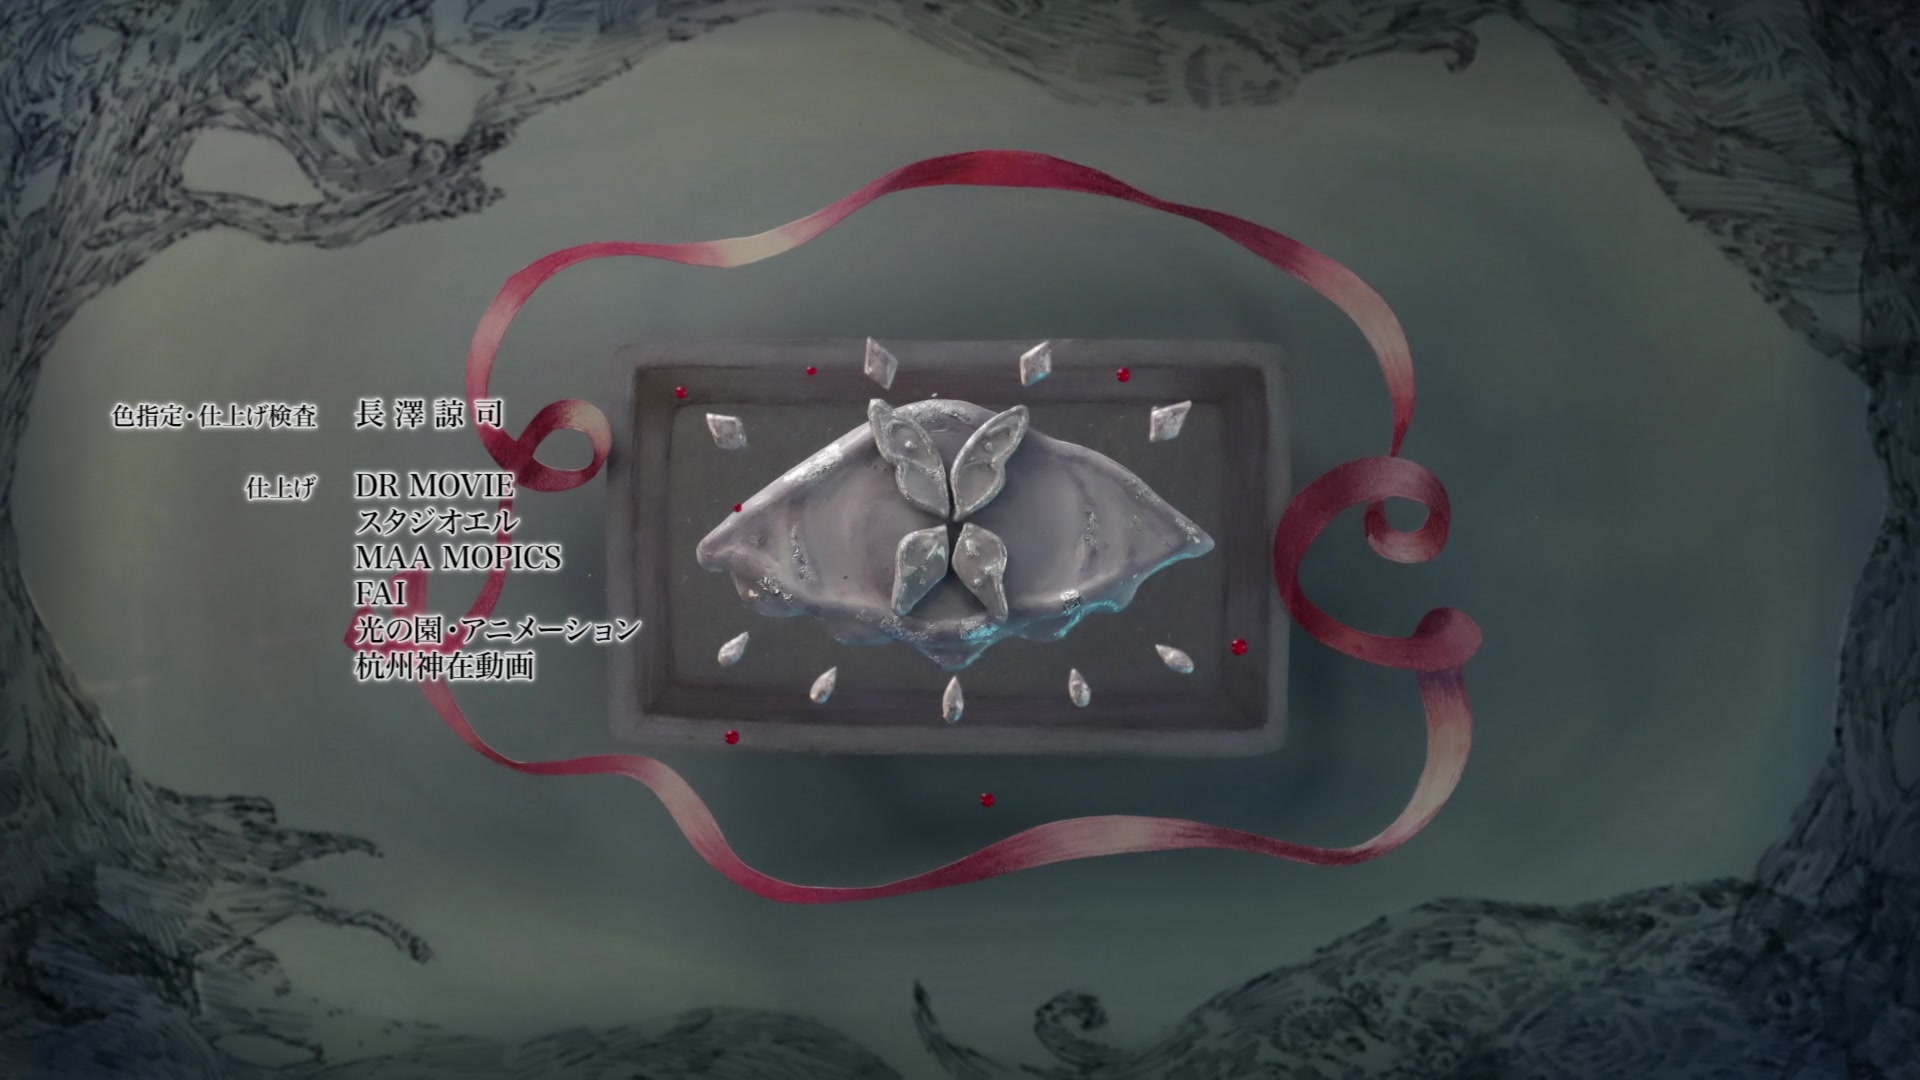 色指定・仕上げ検査 長澤諒司
仕上げ DR MOVIE
スタジオエル
MAA MOPICS
FAI
光の園・アニメーション
杭州神在動画